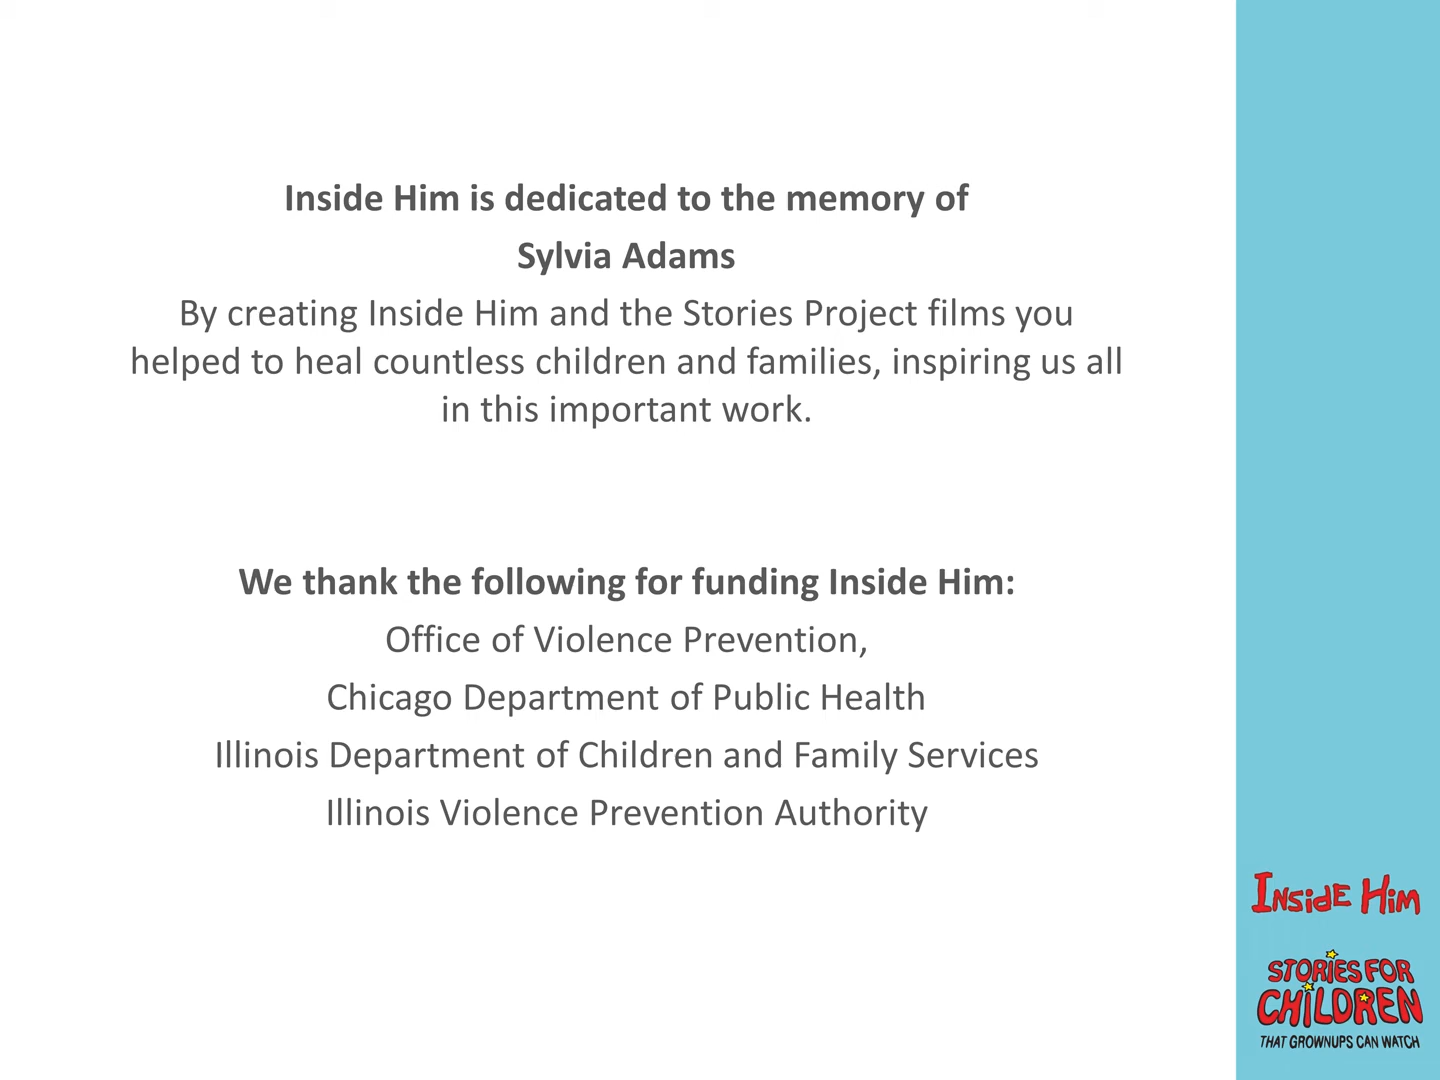 Inside Him is dedicated to the memory of
Sylvia Adams
By creating Inside Him and the Stories Project films you
helped to heal countless children and families, inspiring us all
in this important work.
We thank the following for funding Inside Him:
Office of Violence Prevention,
Chicago Department of Public Health
Illinois Department of Children and Family Services
Illinois Violence Prevention Authority
INSidE HiM
STORiES FOR
CHiLDREN
THAT GROWNUPS CAN WATCH